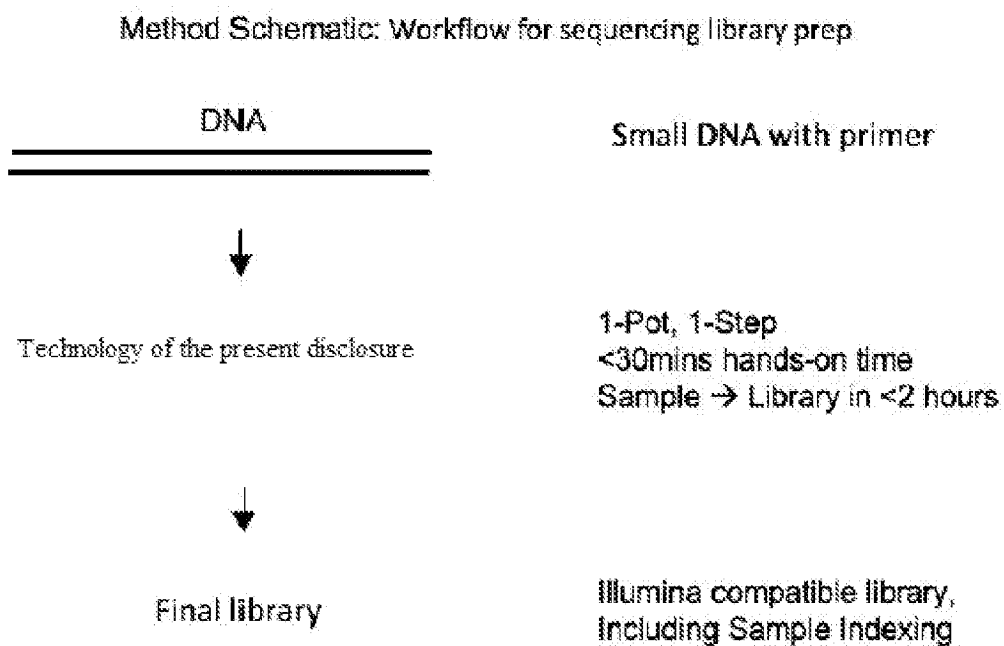 Method Schematic: Workflow for sequencing library prep
DNA
Small DNA with primer
Technology of the present disclosure
1-Pot, 1-Step
<30mins hands-on time
Sample → Library in <2 hours
Final library
Illumina compatible library,
Including Sample Indexing